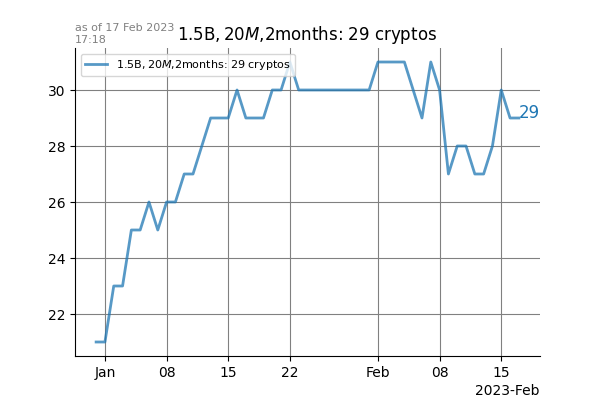 as of 17 Feb 2023
17:18
1.5B, 20M,2months: 29 cryptos
1.5B, 20M,2months: 29 cryptos
30
28
26
24
22
29
Jan 08 15 22 Feb 08 15
2023-Feb